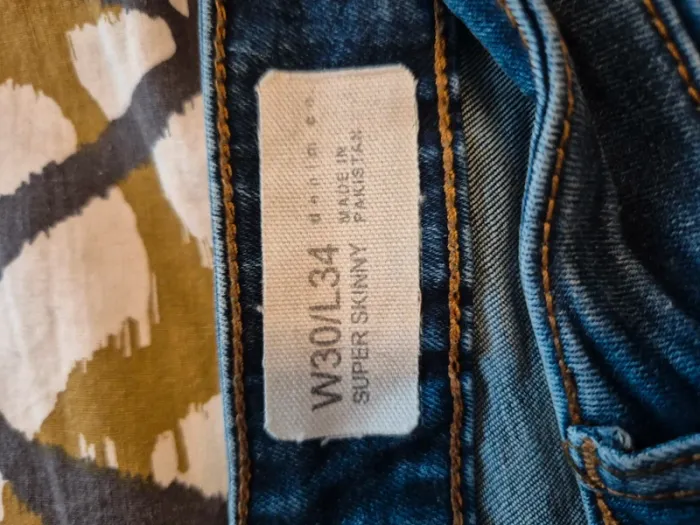 denim co.
W30/L34
MADE IN
SUPER SKINNY
PAKISTAN